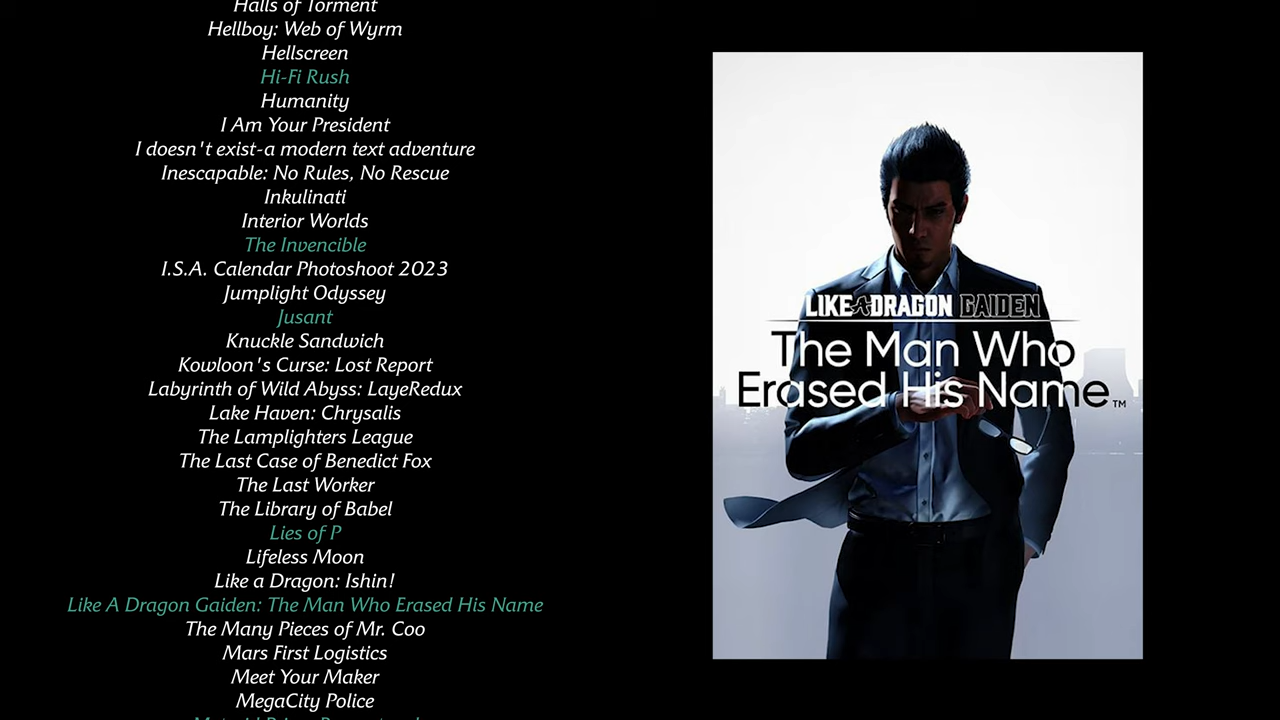 Halls of Torment
Hellboy: Web of Wyrm
Hellscreen
Hi-Fi Rush
Humanity
I Am Your President
I doesn't exist-a modern text adventure
Inescapable: No Rules, No Rescue
Inkulinati
Interior Worlds
The Invencible
I.S.A. Calendar Photoshoot 2023
Jumplight Odyssey
Jusant
Knuckle Sandwich
Kowloon's Curse: Lost Report
Labyrinth of Wild Abyss: LayeRedux
Lake Haven: Chrysalis
The Lamplighters League
The Last Case of Benedict Fox
The Last Worker
The Library of Babel
Lies of P
Lifeless Moon
Like a Dragon: Ishin!
Like A Dragon Gaiden: The Man Who Erased His Name
The Many Pieces of Mr. Coo
Mars First Logistics
Meet Your Maker
MegaCity Police
LIKE A DRAGON GAIDEN
The Man Who
Erased His Name™